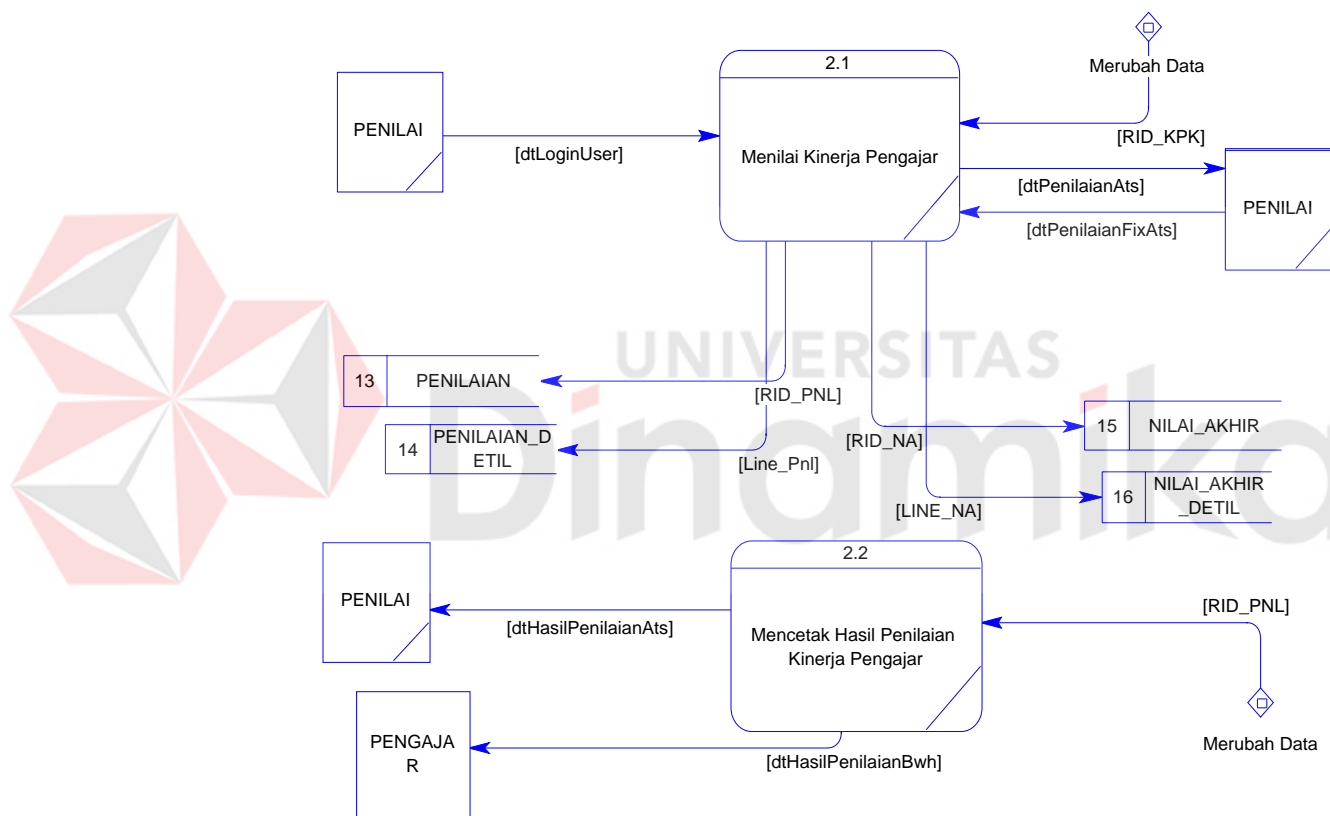 2.1
Merubah Data
PENILAI
[dtLoginUser]
Menilai Kinerja Pengajar
[RID_KPK]
[dtPenilaianAts]
PENILAI
[dtPenilaianFixAts]
UNIVERSITAS
Dinamika
13
PENILAIAN
[RID_PNL]
14
PENILAIAN_D
ETIL
[Line_Pnl]
[RID_NA]
15
NILAI_AKHIR
[LINE_NA]
16
NILAI_AKHIR
_DETIL
2.2
PENILAI
[dtHasilPenilaianAts]
Mencetak Hasil Penilaian
Kinerja Pengajar
[RID_PNL]
Merubah Data
PENGAJA
R
[dtHasilPenilaianBwh]